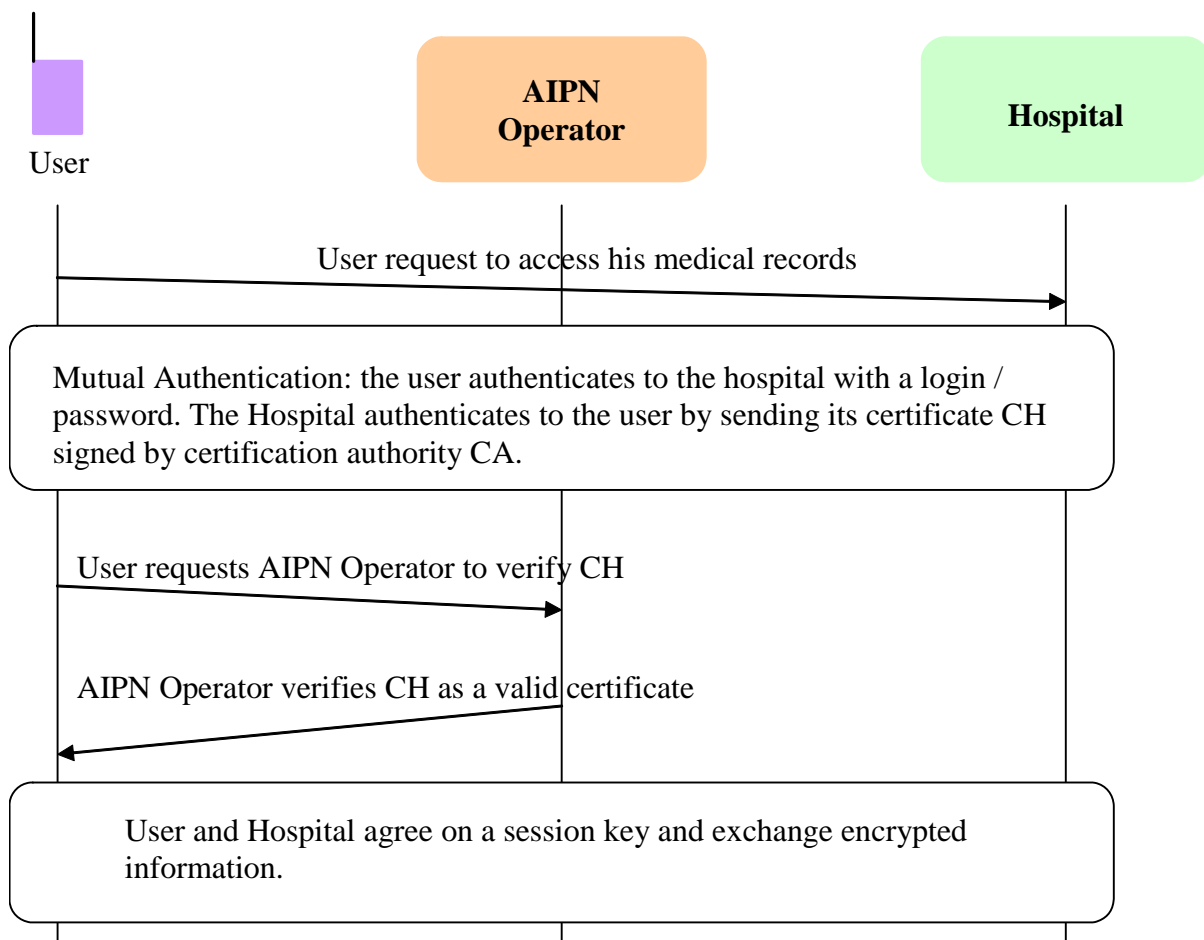 User
AIPN
Operator
Hospital
User request to access his medical records
Mutual Authentication: the user authenticates to the hospital with a login /
password. The Hospital authenticates to the user by sending its certificate CH
signed by certification authority CA.
User requests AIPN Operator to verify CH
AIPN Operator verifies CH as a valid certificate
User and Hospital agree on a session key and exchange encrypted
information.